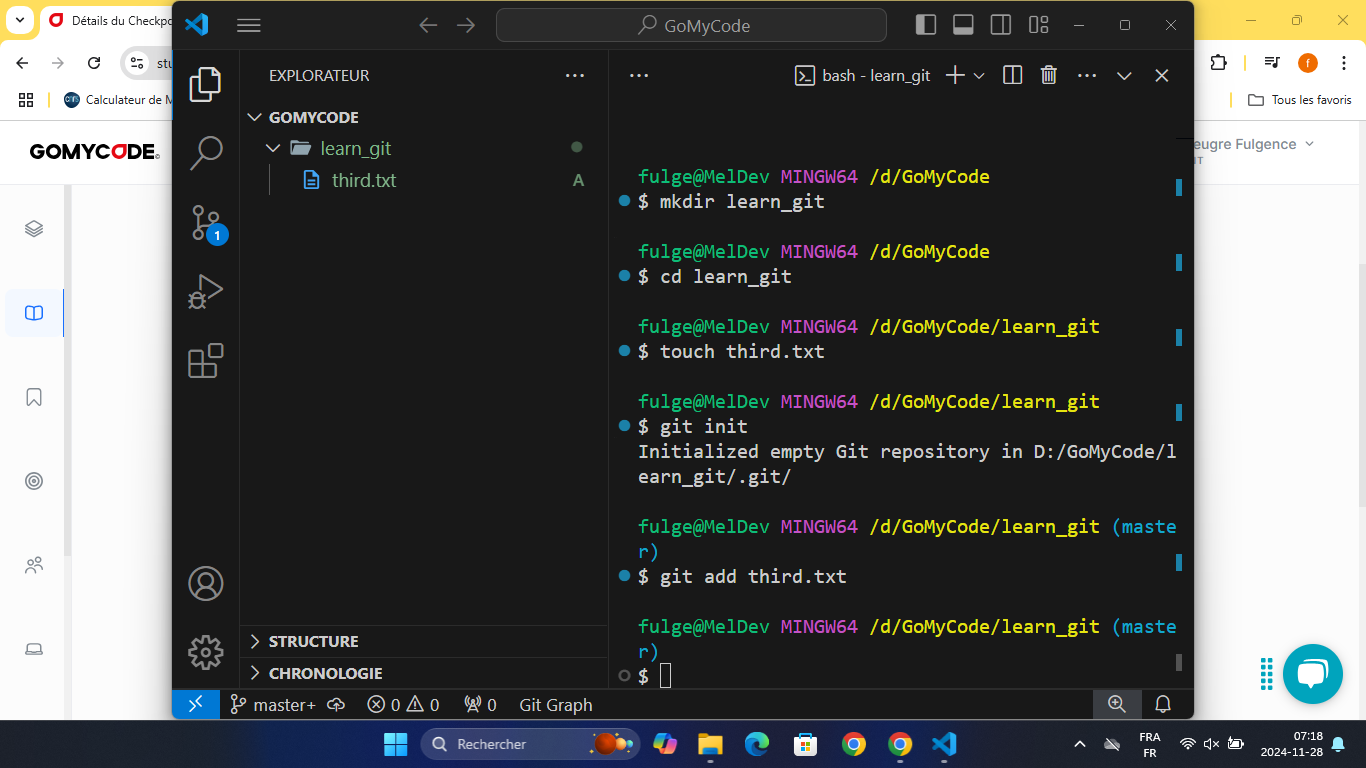 Détails du Checkpo
GoMyCode
stu
Calculateur de M
Tous les favoris
f
GOMYCODE
eugre Fulgence
EXPLORATEUR
GOMYCODE
learn_git
third.txt
A
1
STRUCTURE
CHRONOLOGIE
bash - learn_git
fulge@MelDev MINGW64 /d/GoMyCode
$ mkdir learn_git
fulge@MelDev MINGW64 /d/GoMyCode
$ cd learn_git
fulge@MelDev MINGW64 /d/GoMyCode/learn_git
$ touch third.txt
fulge@MelDev MINGW64 /d/GoMyCode/learn_git
$ git init
Initialized empty Git repository in D:/GoMyCode/l
earn_git/.git/
fulge@MelDev MINGW64 /d/GoMyCode/learn_git (maste
r)
$ git add third.txt
fulge@MelDev MINGW64 /d/GoMyCode/learn_git (maste
r)
$
master+ 0 0 0 Git Graph
Rechercher
FRA
FR
07:18
2024-11-28